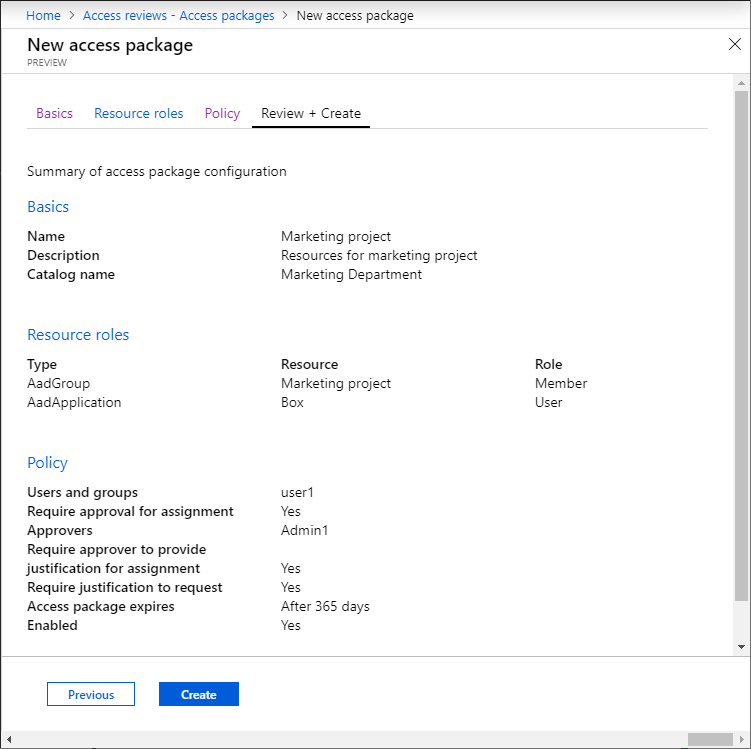 Home > Access reviews - Access packages > New access package
New access package
PREVIEW
Basics Resource roles Policy Review + Create
Summary of access package configuration
Basics
Name Marketing project
Description Resources for marketing project
Catalog name Marketing Department
Resource roles
Type Resource Role
AadGroup Marketing project Member
AadApplication Box User
Policy
Users and groups user1
Require approval for assignment Yes
Approvers Admin1
Require approver to provide
justification for assignment Yes
Require justification to request Yes
Access package expires After 365 days
Enabled Yes
Previous Create